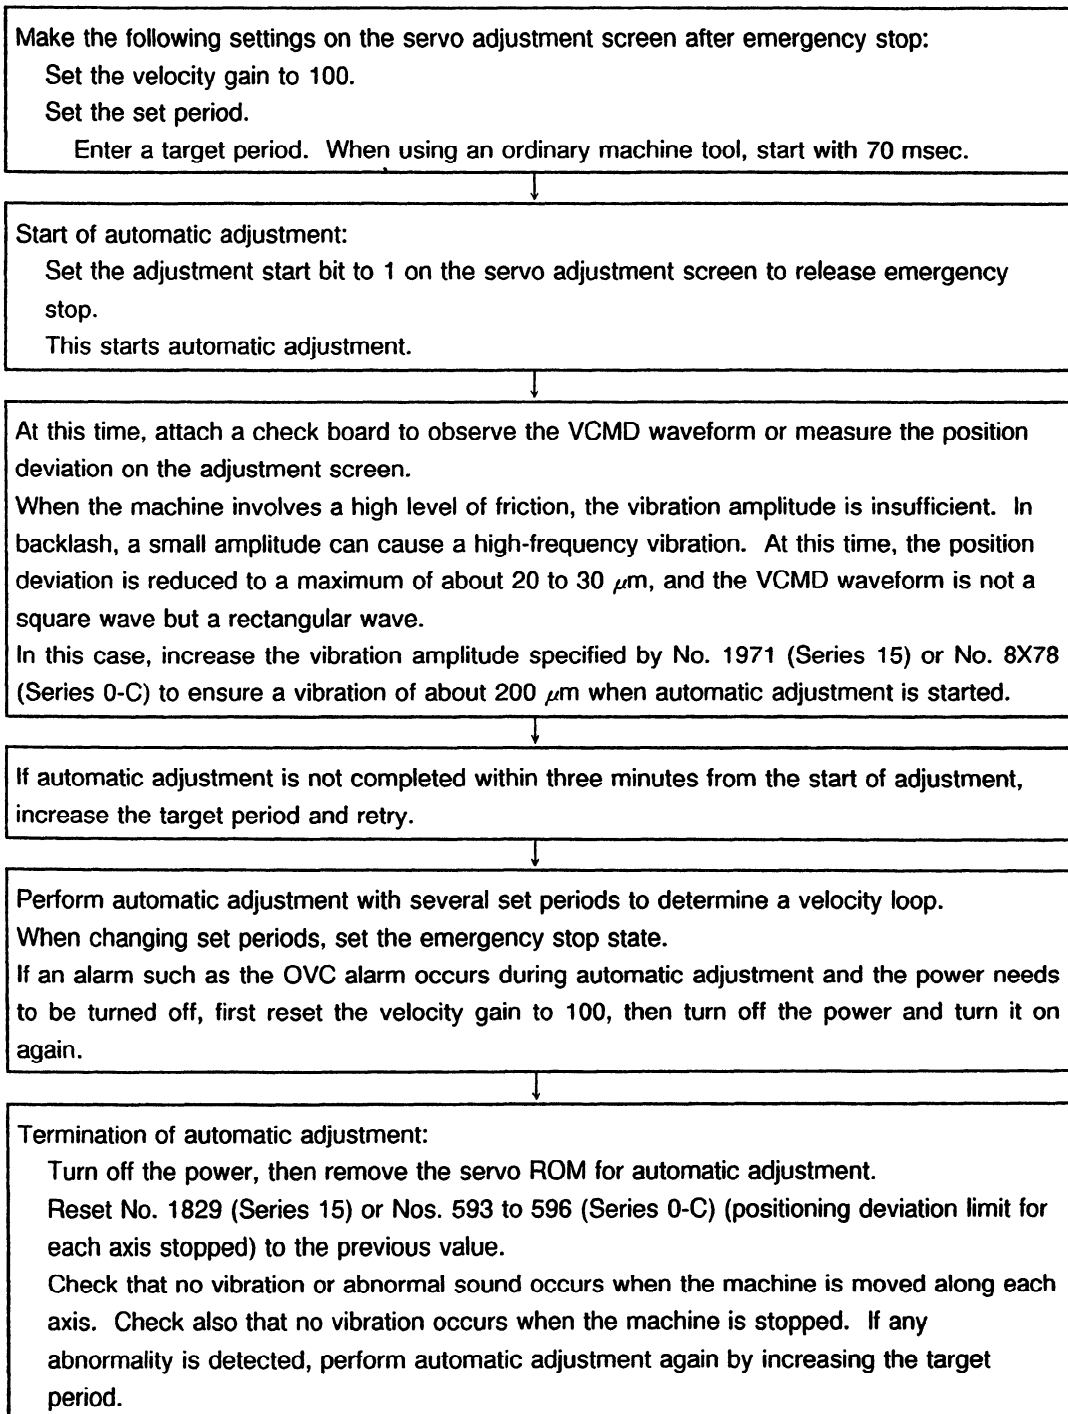 Make the following settings on the servo adjustment screen after emergency stop:
Set the velocity gain to 100.
Set the set period.
Enter a target period. When using an ordinary machine tool, start with 70 msec.
Start of automatic adjustment:
Set the adjustment start bit to 1 on the servo adjustment screen to release emergency
stop.
This starts automatic adjustment.
At this time, attach a check board to observe the VCMD waveform or measure the position
deviation on the adjustment screen.
When the machine involves a high level of friction, the vibration amplitude is insufficient. In
backlash, a small amplitude can cause a high-frequency vibration. At this time, the position
deviation is reduced to a maximum of about 20 to 30 μm, and the VCMD waveform is not a
square wave but a rectangular wave.
In this case, increase the vibration amplitude specified by No. 1971 (Series 15) or No. 8X78
(Series 0-C) to ensure a vibration of about 200 μm when automatic adjustment is started.
If automatic adjustment is not completed within three minutes from the start of adjustment,
increase the target period and retry.
Perform automatic adjustment with several set periods to determine a velocity loop.
When changing set periods, set the emergency stop state.
If an alarm such as the OVC alarm occurs during automatic adjustment and the power needs
to be turned off, first reset the velocity gain to 100, then turn off the power and turn it on
again.
Termination of automatic adjustment:
Turn off the power, then remove the servo ROM for automatic adjustment.
Reset No. 1829 (Series 15) or Nos. 593 to 596 (Series 0-C) (positioning deviation limit for
each axis stopped) to the previous value.
Check that no vibration or abnormal sound occurs when the machine is moved along each
axis. Check also that no vibration occurs when the machine is stopped. If any
abnormality is detected, perform automatic adjustment again by increasing the target
period.